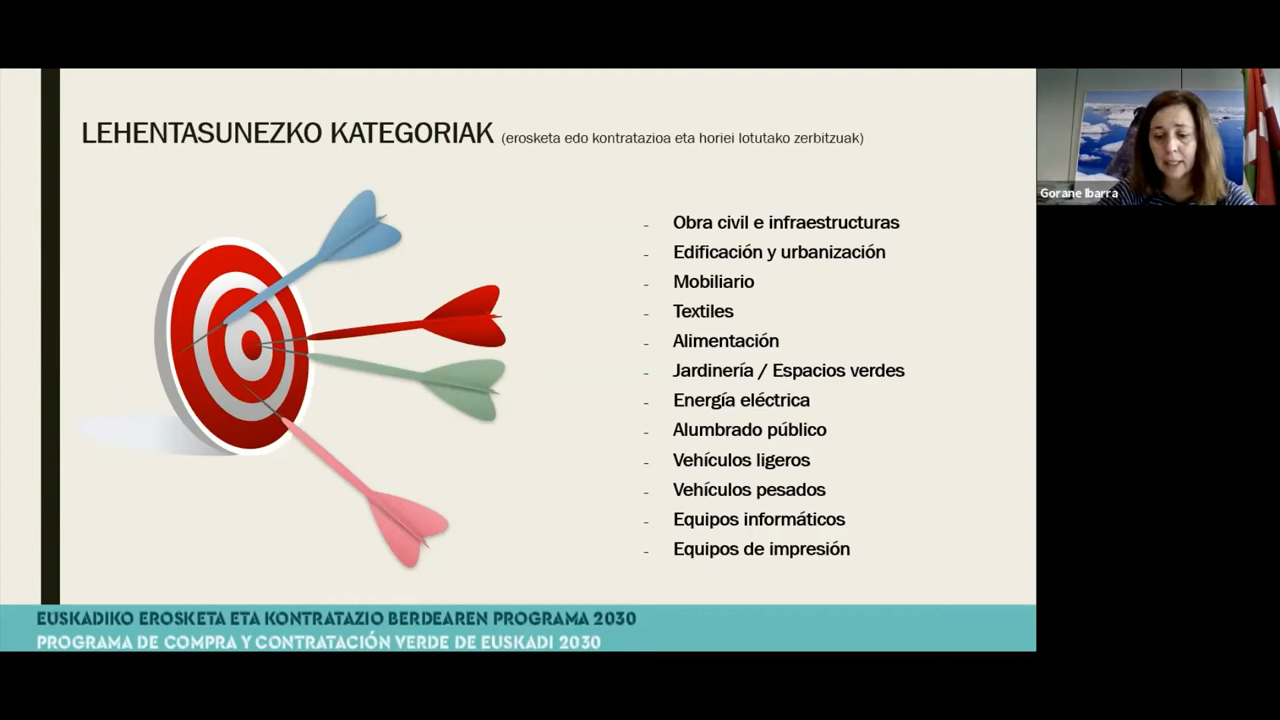 LEHENTASUNEZKO KATEGORIAK (erosketa edo kontratazioa eta horiei lotutako zerbitzuak)
Gorane Ibarra
- Obra civil e infraestructuras
- Edificación y urbanización
- Mobiliario
- Textiles
- Alimentación
- Jardinería / Espacios verdes
- Energía eléctrica
- Alumbrado público
- Vehículos ligeros
- Vehículos pesados
- Equipos informáticos
- Equipos de impresión
EUSKADIKO EROSKETA ETA KONTRATAZIO BERDEAREN PROGRAMA 2030
PROGRAMA DE COMPRA Y CONTRATACIÓN VERDE DE EUSKADI 2030